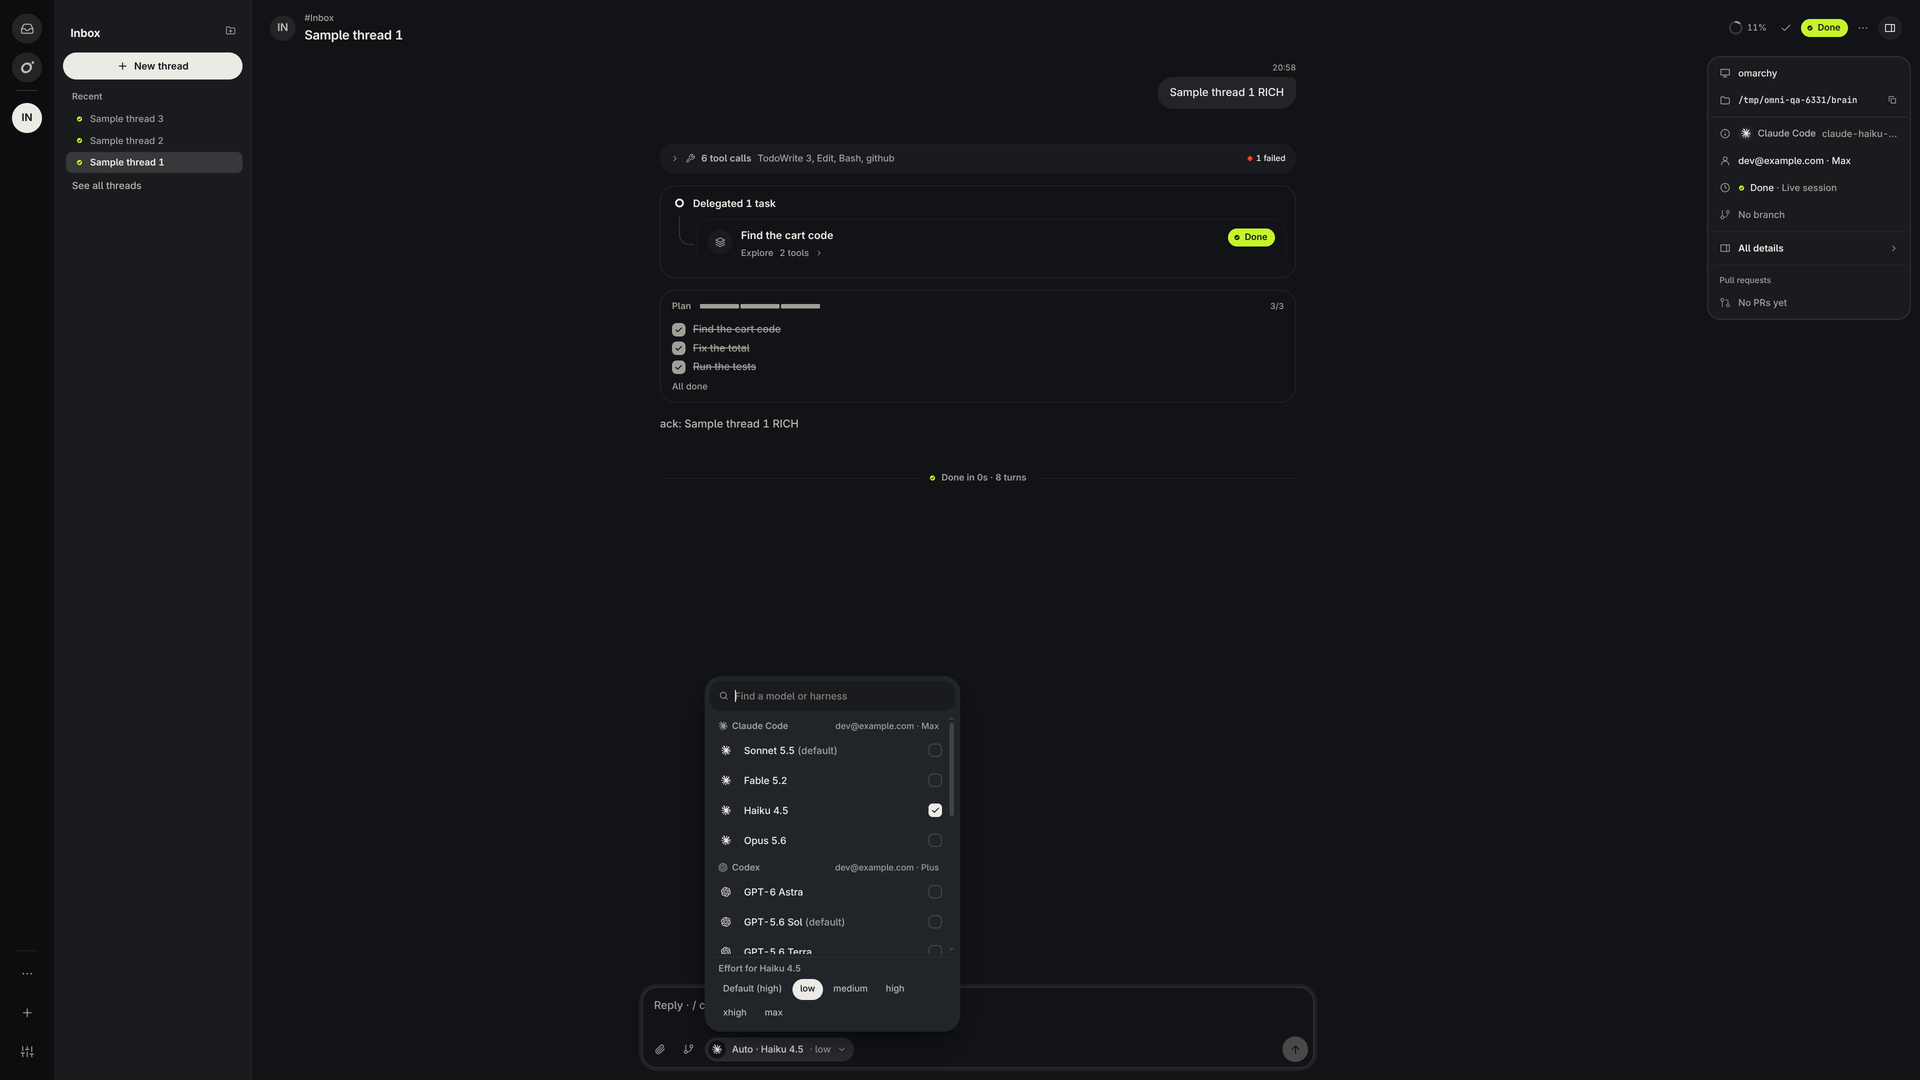 IN
Inbox
New thread
Recent
Sample thread 3
Sample thread 2
Sample thread 1
See all threads
IN
#Inbox
Sample thread 1
11%
Done
20:58
Sample thread 1 RICH
6 tool calls TodoWrite 3, Edit, Bash, github
1 failed
Delegated 1 task
Find the cart code
Explore 2 tools
Done
Plan
3/3
Find the cart code
Fix the total
Run the tests
All done
ack: Sample thread 1 RICH
Done in 0s · 8 turns
omarchy
/tmp/omni-qa-6331/brain
Claude Code claude-haiku-...
dev@example.com · Max
Done · Live session
No branch
All details
Pull requests
No PRs yet
Find a model or harness
Claude Code dev@example.com · Max
Sonnet 5.5 (default)
Fable 5.2
Haiku 4.5
Opus 5.6
Codex dev@example.com · Plus
GPT-6 Astra
GPT-5.6 Sol (default)
GPT-5.6 Terra
Effort for Haiku 4.5
Default (high) low medium high
xhigh max
Reply · / c
Auto · Haiku 4.5 · low